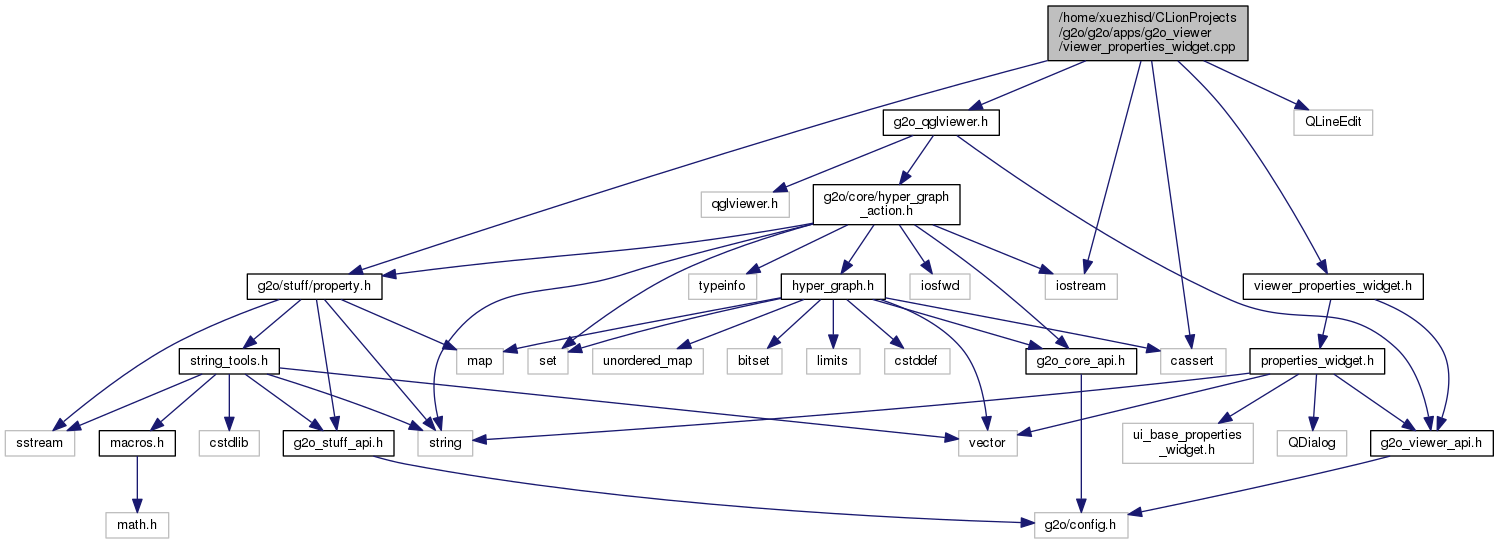 /home/xuezhisd/CLionProjects
/g2o/g2o/apps/g2o_viewer
/viewer_properties_widget.cpp
g2o_qglviewer.h
QLineEdit
qglviewer.h
g2o/core/hyper_graph
_action.h
g2o/stuff/property.h
typeinfo
hyper_graph.h
iosfwd
iostream
viewer_properties_widget.h
string_tools.h
map
set
unordered_map
bitset
limits
cstddef
g2o_core_api.h
cassert
properties_widget.h
sstream
macros.h
cstdlib
g2o_stuff_api.h
string
vector
ui_base_properties
_widget.h
QDialog
g2o_viewer_api.h
math.h
g2o/config.h